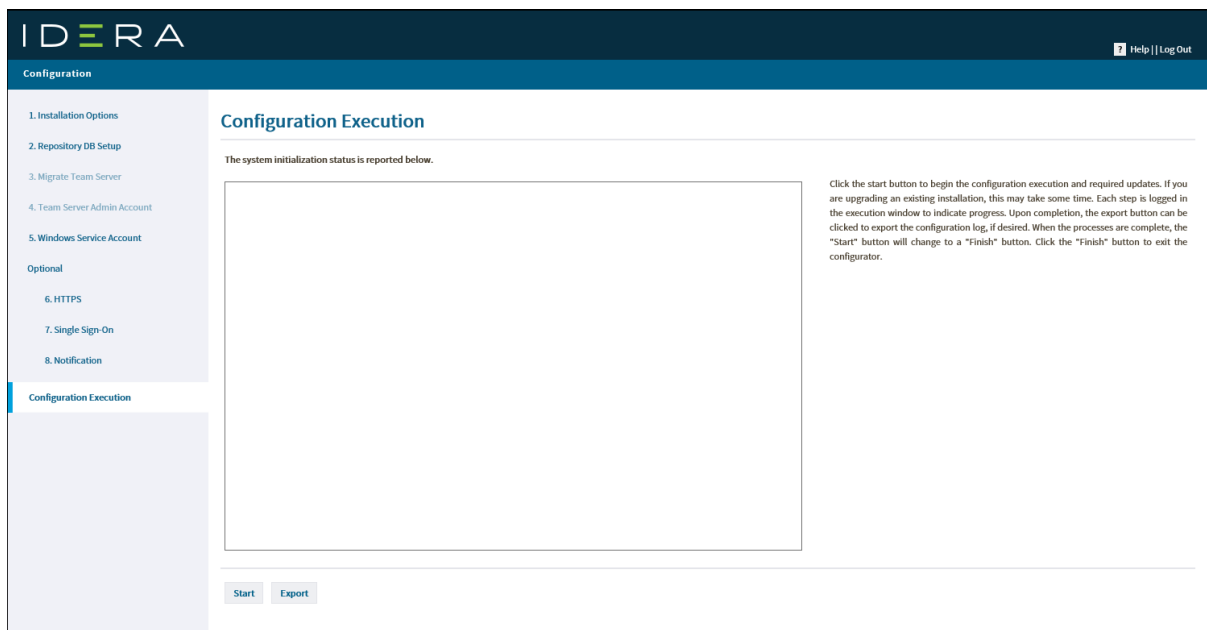 IDERA
? Help | | Log Out
Configuration
1. Installation Options
2. Repository DB Setup
3. Migrate Team Server
4. Team Server Admin Account
5. Windows Service Account
Optional
6. HTTPS
7. Single Sign-On
8. Notification
Configuration Execution
Configuration Execution
The system initialization status is reported below.
Click the start button to begin the configuration execution and required updates. If you
are upgrading an existing installation, this may take some time. Each step is logged in
the execution window to indicate progress. Upon completion, the export button can be
clicked to export the configuration log, if desired. When the processes are complete, the
"Start" button will change to a "Finish" button. Click the "Finish" button to exit the
configurator.
Start
Export